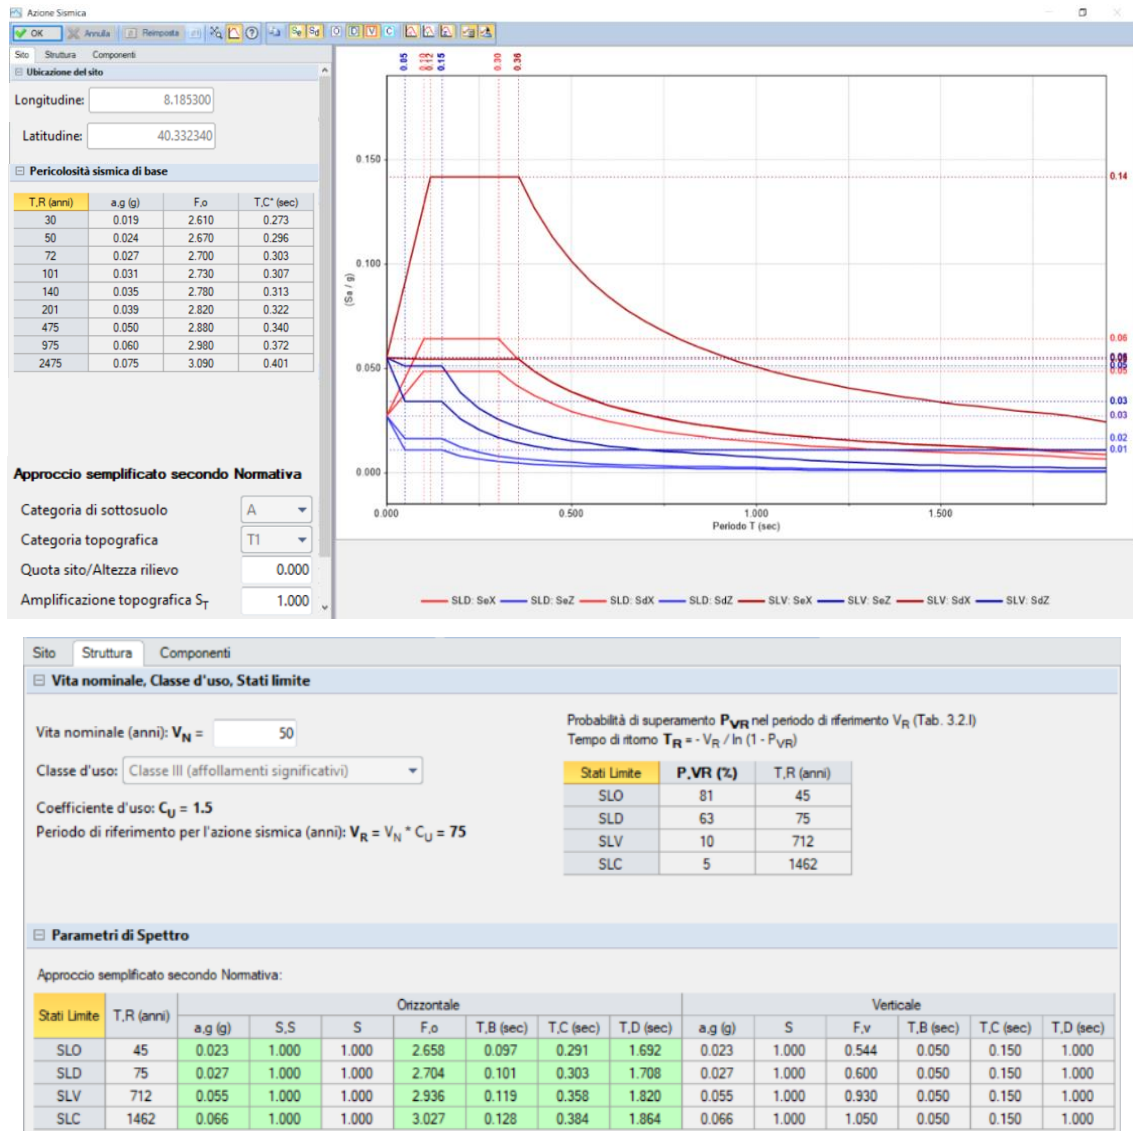 Azione Sismica
OK Annulla Reimposta Se Sd O D V C
Sito Struttura Componenti
Ubicazione del sito
Longitudine: 8.185300
Latitudine: 40.332340
Pericolosità sismica di base
T,R (anni) a,g (g) F,o T,C* (sec)
30 0.019 2.610 0.273
50 0.024 2.670 0.296
72 0.027 2.700 0.303
101 0.031 2.730 0.307
140 0.035 2.780 0.313
201 0.039 2.820 0.322
475 0.050 2.880 0.340
975 0.060 2.980 0.372
2475 0.075 3.090 0.401
Approccio semplificato secondo Normativa
Categoria di sottosuolo A
Categoria topografica T1
Quota sito/Altezza rilievo 0.000
Amplificazione topografica ST 1.000
0.05 0.10 0.12 0.15 0.30 0.36
0.150
0.100
0.050
0.000
(Sa / g)
0.14
0.06
0.05
0.05
0.03
0.03
0.02
0.01
0.000 0.500 1.000 1.500
Periodo T (sec)
SLD: SeX SLD: SeZ SLD: SdX SLD: SdZ SLV: SeX SLV: SeZ SLV: SdX SLV: SdZ
Sito Struttura Componenti
Vita nominale, Classe d'uso, Stati limite
Vita nominale (anni): VN = 50
Classe d'uso: Classe III (affollamenti significativi)
Coefficiente d'uso: CU = 1.5
Periodo di riferimento per l'azione sismica (anni): VR = VN * CU = 75
Probabilità di superamento PVR nel periodo di riferimento VR (Tab. 3.2.I)
Tempo di ritorno TR = - VR / ln (1 - PVR)
Stati Limite P,VR (%) T,R (anni)
SLO 81 45
SLD 63 75
SLV 10 712
SLC 5 1462
Parametri di Spettro
Approccio semplificato secondo Normativa:
Stati Limite T,R (anni) Orizzontale Verticale
a,g (g) S,S S F,o T,B (sec) T,C (sec) T,D (sec) a,g (g) S F,v T,B (sec) T,C (sec) T,D (sec)
SLO 45 0.023 1.000 1.000 2.658 0.097 0.291 1.692 0.023 1.000 0.544 0.050 0.150 1.000
SLD 75 0.027 1.000 1.000 2.704 0.101 0.303 1.708 0.027 1.000 0.600 0.050 0.150 1.000
SLV 712 0.055 1.000 1.000 2.936 0.119 0.358 1.820 0.055 1.000 0.930 0.050 0.150 1.000
SLC 1462 0.066 1.000 1.000 3.027 0.128 0.384 1.864 0.066 1.000 1.050 0.050 0.150 1.000